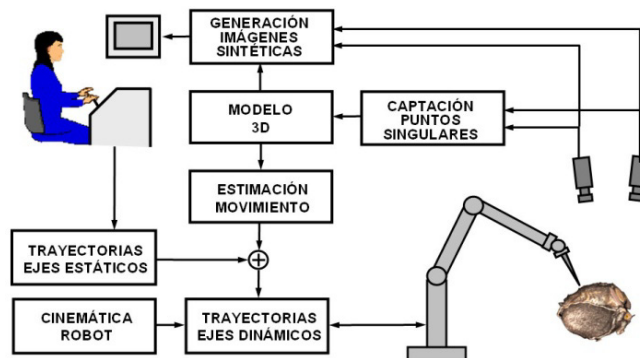 GENERACIÓN
IMÁGENES
SINTÉTICAS
MODELO
3D
CAPTACIÓN
PUNTOS
SINGULARES
ESTIMACIÓN
MOVIMIENTO
TRAYECTORIAS
EJES ESTÁTICOS
CINEMÁTICA
ROBOT
TRAYECTORIAS
EJES DINÁMICOS